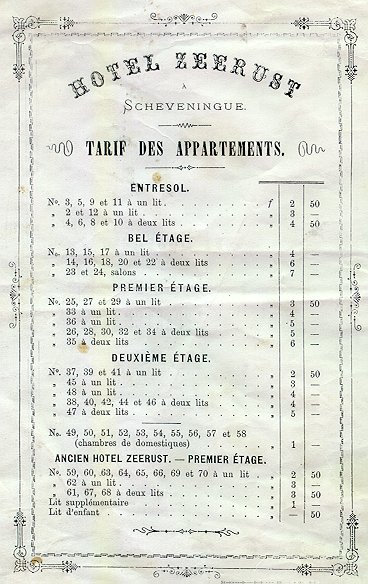 HOTEL ZEERUST
À
SCHEVENINGUE.
TARIF DES APPARTEMENTS.
ENTRESOL.
No. 3, 5, 9 et 11 à un lit . . . . . . . . f 2 50
„ 2 et 12 à un lit . . . . . . . . „ 3 —
„ 4, 6, 8 et 10 à deux lits . . . . . . . „ 4 50
BEL ÉTAGE.
No. 13, 15, 17 à un lit . . . . . . . . „ 4 —
„ 14, 16, 18, 20 et 22 à deux lits . . . . . „ 6 —
23 et 24, salons . . . . . . . . „ 7 —
PREMIER ÉTAGE.
No. 25, 27 et 29 à un lit . . . . . . . . „ 3 50
„ 33 à un lit . . . . . . . . „ 4 —
„ 36 à un lit . . . . . . . . „ 5 —
„ 26, 28, 30, 32 et 34 à deux lits . . . . . „ 5 —
„ 35 à deux lits . . . . . . . . „ 6 —
DEUXIÈME ÉTAGE.
No. 37, 39 et 41 à un lit . . . . . . . . „ 2 50
„ 45 à un lit . . . . . . . . „ 3 —
„ 48 à un lit . . . . . . . . „ 4 —
„ 38, 40, 42, 44 et 46 à deux lits . . . . . „ 4 —
„ 47 à deux lits . . . . . . . . „ 5 —
No. 49, 50, 51, 52, 53, 54, 55, 56, 57 et 58
(chambres de domestiques) . . . . . . „ 1 —
ANCIEN HOTEL ZEERUST. — PREMIER ÉTAGE.
No. 59, 60, 63, 64, 65, 66, 69 et 70 à un lit . . . „ 2 50
„ 62 à un lit . . . . . . . . „ 3 —
„ 61, 67, 68 à deux lits . . . . . . . „ 3 50
Lit supplémentaire . . . . . . . . „ 1 —
Lit d'enfant . . . . . . . . „ — 50